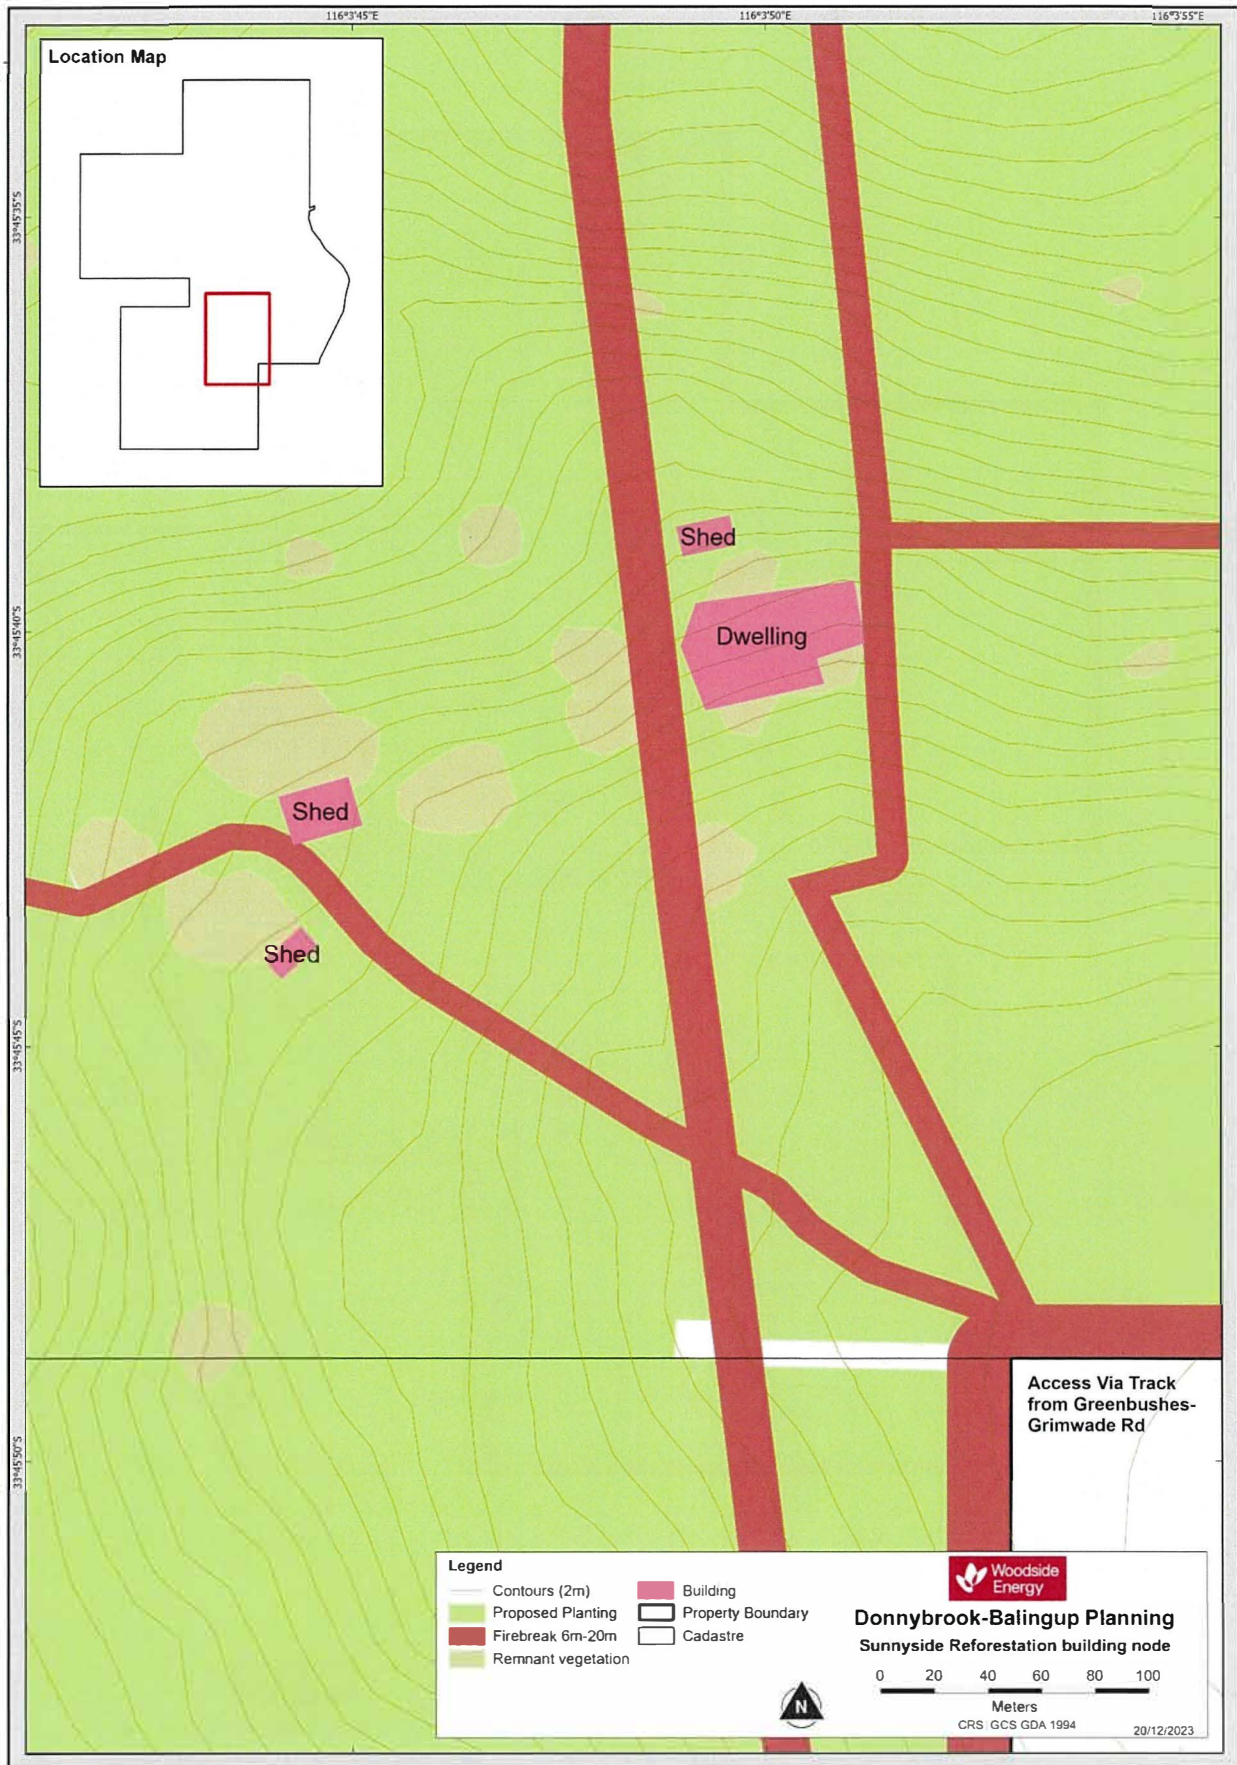 116°3'45"E
116°3'50"E
116°3'55"E
Location Map
33°45'35"S
33°45'40"S
33°45'45"S
33°45'50"S
Shed
Dwelling
Shed
Shed
Access Via Track
from Greenbushes-
Grimwade Rd
Legend
Contours (2m)
Proposed Planting
Firebreak 6m-20m
Remnant vegetation
Building
Property Boundary
Cadastre
Woodside
Energy
Donnybrook-Balingup Planning
Sunnyside Reforestation building node
0 20 40 60 80 100
Meters
CRS: GCS GDA 1994
20/12/2023
N